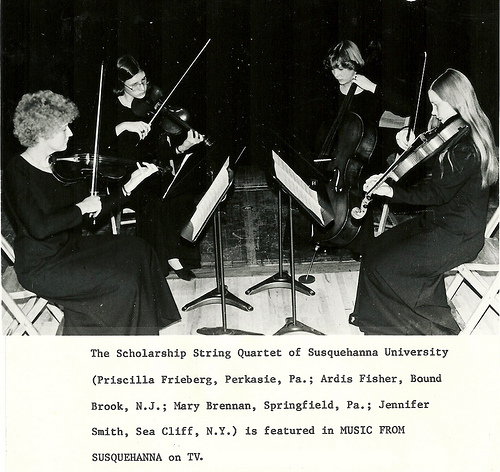 The Scholarship String Quartet of Susquehanna University
(Priscilla Frieberg, Perkasie, Pa.; Ardis Fisher, Bound
Brook, N.J.; Mary Brennan, Springfield, Pa.; Jennifer
Smith, Sea Cliff, N.Y.) is featured in MUSIC FROM
SUSQUEHANNA on TV.